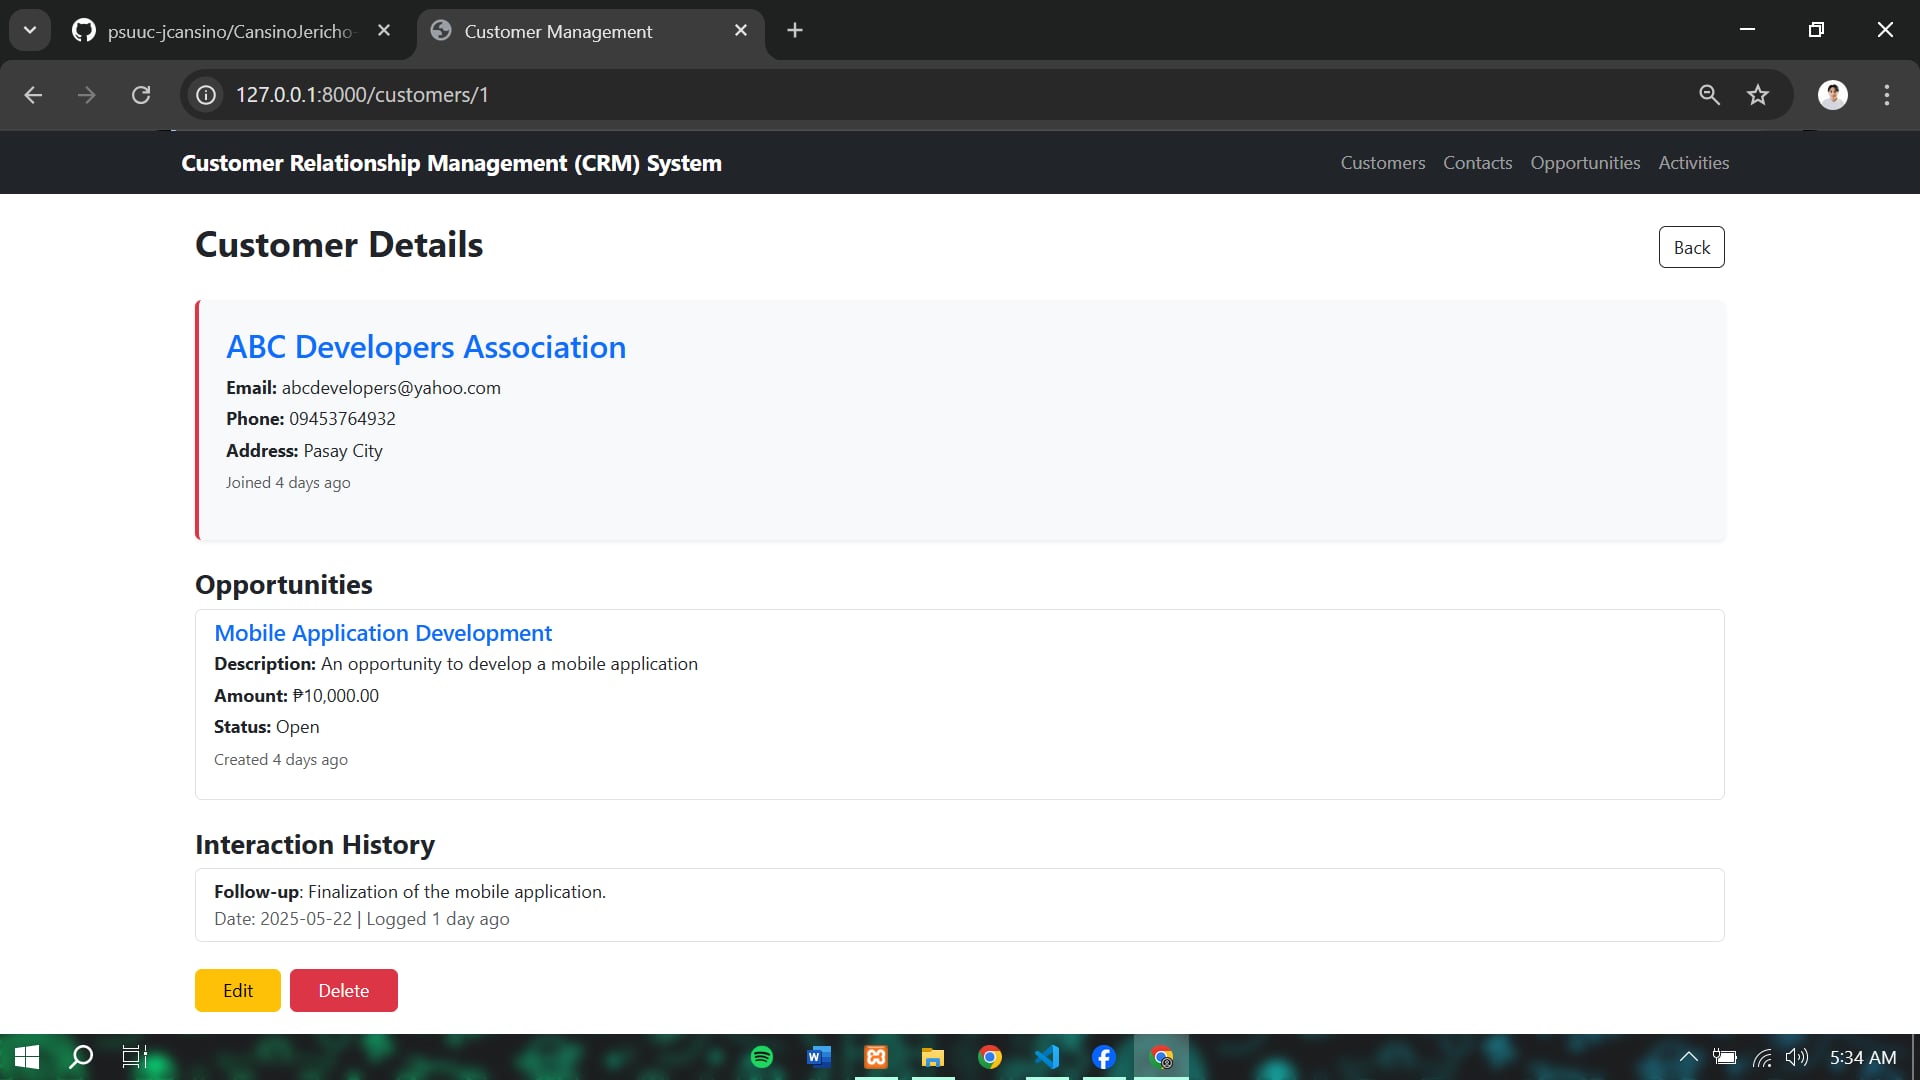 psuuc-jcansino/CansinoJericho-
Customer Management
127.0.0.1:8000/customers/1
Customer Relationship Management (CRM) System
Customers Contacts Opportunities Activities
Customer Details
Back
ABC Developers Association
Email: abcdevelopers@yahoo.com
Phone: 09453764932
Address: Pasay City
Joined 4 days ago
Opportunities
Mobile Application Development
Description: An opportunity to develop a mobile application
Amount: ₱10,000.00
Status: Open
Created 4 days ago
Interaction History
Follow-up: Finalization of the mobile application.
Date: 2025-05-22 | Logged 1 day ago
Edit Delete
5:34 AM